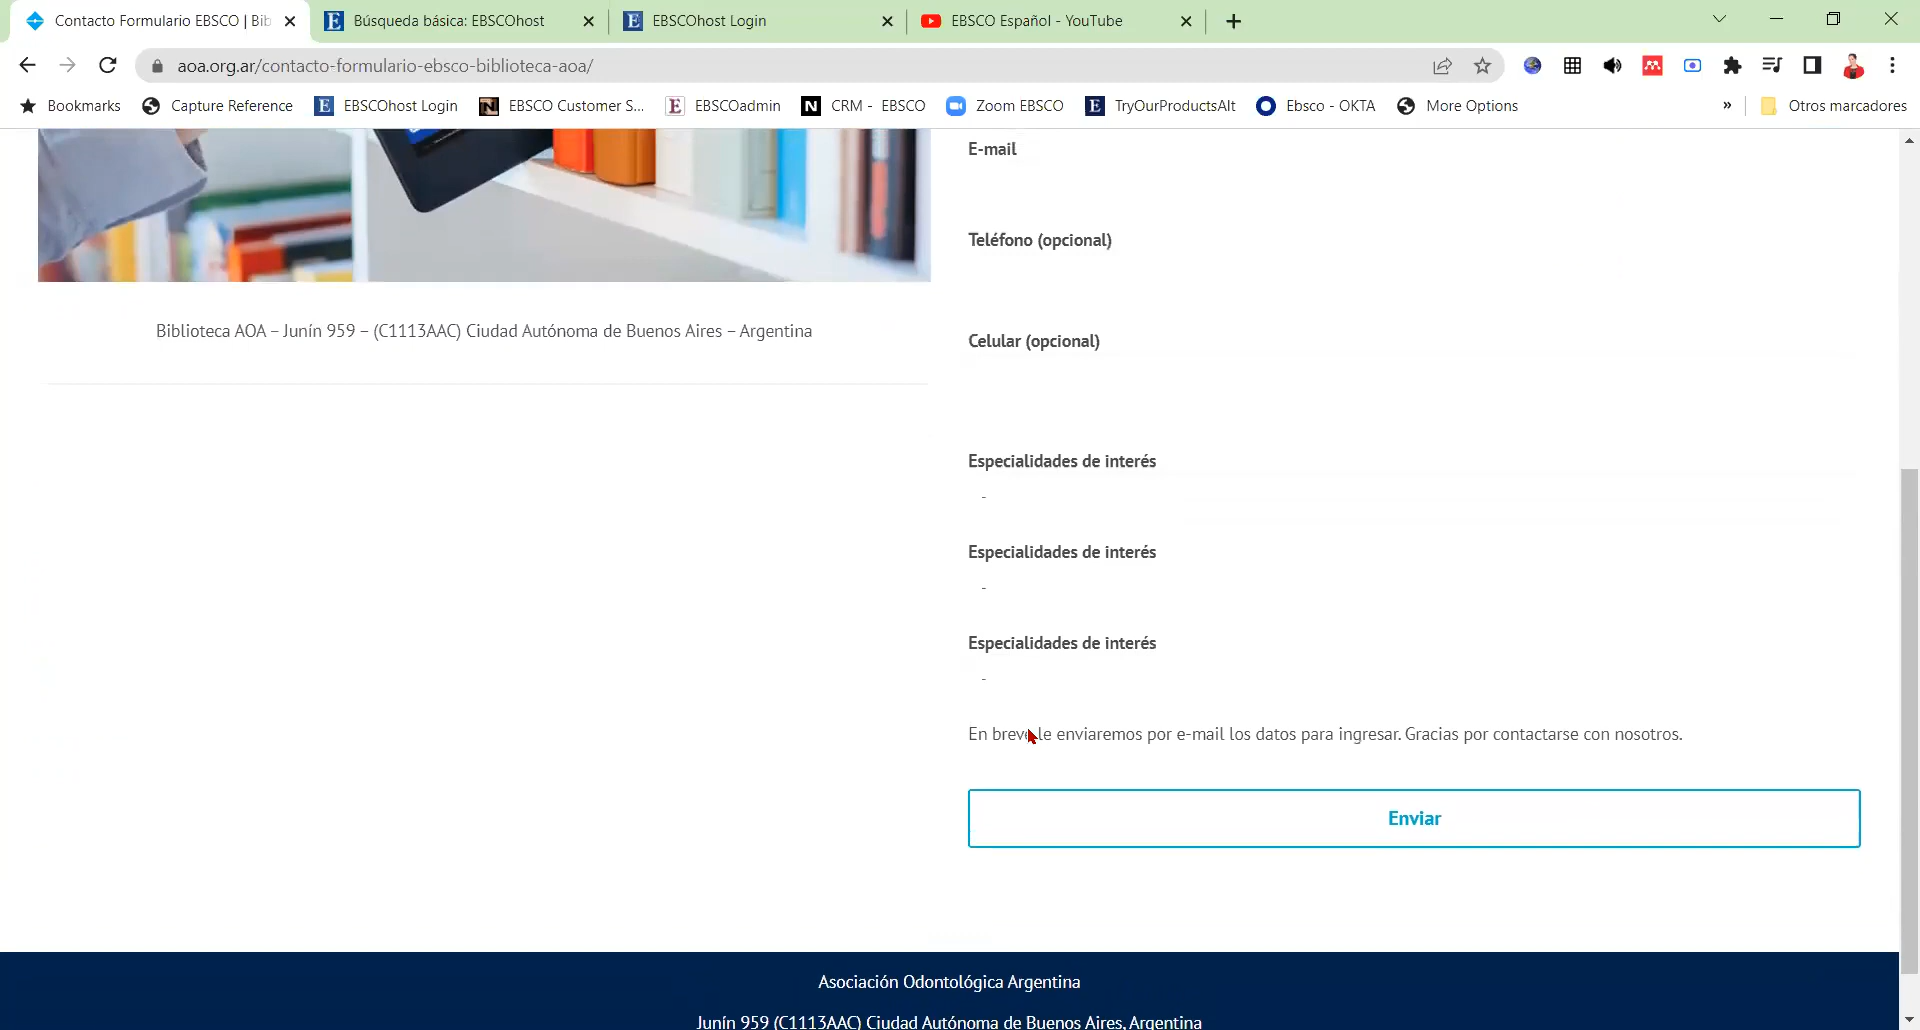 Contacto Formulario EBSCO | Bib
Búsqueda básica: EBSCOhost
EBSCOhost Login
EBSCO Español - YouTube
aoa.org.ar/contacto-formulario-ebsco-biblioteca-aoa/
Bookmarks
Capture Reference
EBSCOhost Login
EBSCO Customer S...
EBSCOadmin
CRM - EBSCO
Zoom EBSCO
TryOurProductsAlt
Ebsco - OKTA
More Options
»
Otros marcadores
E-mail
Teléfono (opcional)
Biblioteca AOA – Junín 959 – (C1113AAC) Ciudad Autónoma de Buenos Aires – Argentina
Celular (opcional)
Especialidades de interés
-
Especialidades de interés
-
Especialidades de interés
-
En breve le enviaremos por e-mail los datos para ingresar. Gracias por contactarse con nosotros.
Enviar
Asociación Odontológica Argentina
Junín 959 (C1113AAC) Ciudad Autónoma de Buenos Aires, Argentina